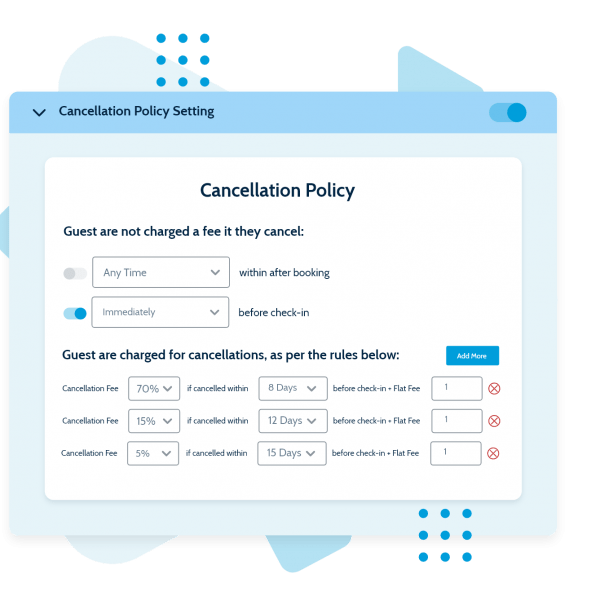 Cancellation Policy Setting
Cancellation Policy
Guest are not charged a fee it they cancel:
Any Time within after booking
Immediately before check-in
Guest are charged for cancellations, as per the rules below: Add More
Cancellation Fee 70% if cancelled within 8 Days before check-in + Flat Fee 1
Cancellation Fee 15% if cancelled within 12 Days before check-in + Flat Fee 1
Cancellation Fee 5% if cancelled within 15 Days before check-in + Flat Fee 1